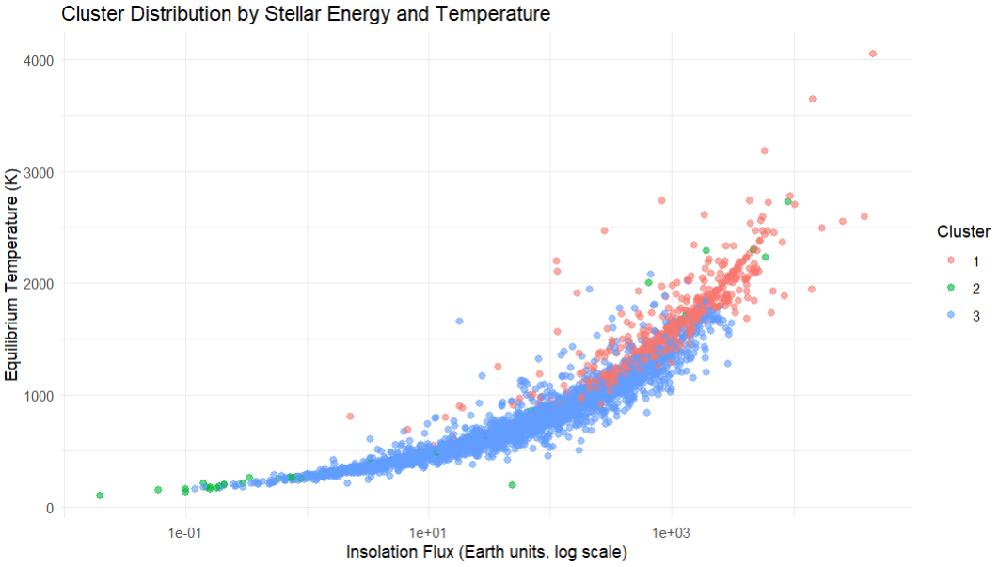 Cluster Distribution by Stellar Energy and Temperature
Equilibrium Temperature (K)
4000
3000
2000
1000
0
1e-01
1e+01
1e+03
Insolation Flux (Earth units, log scale)
Cluster
1
2
3